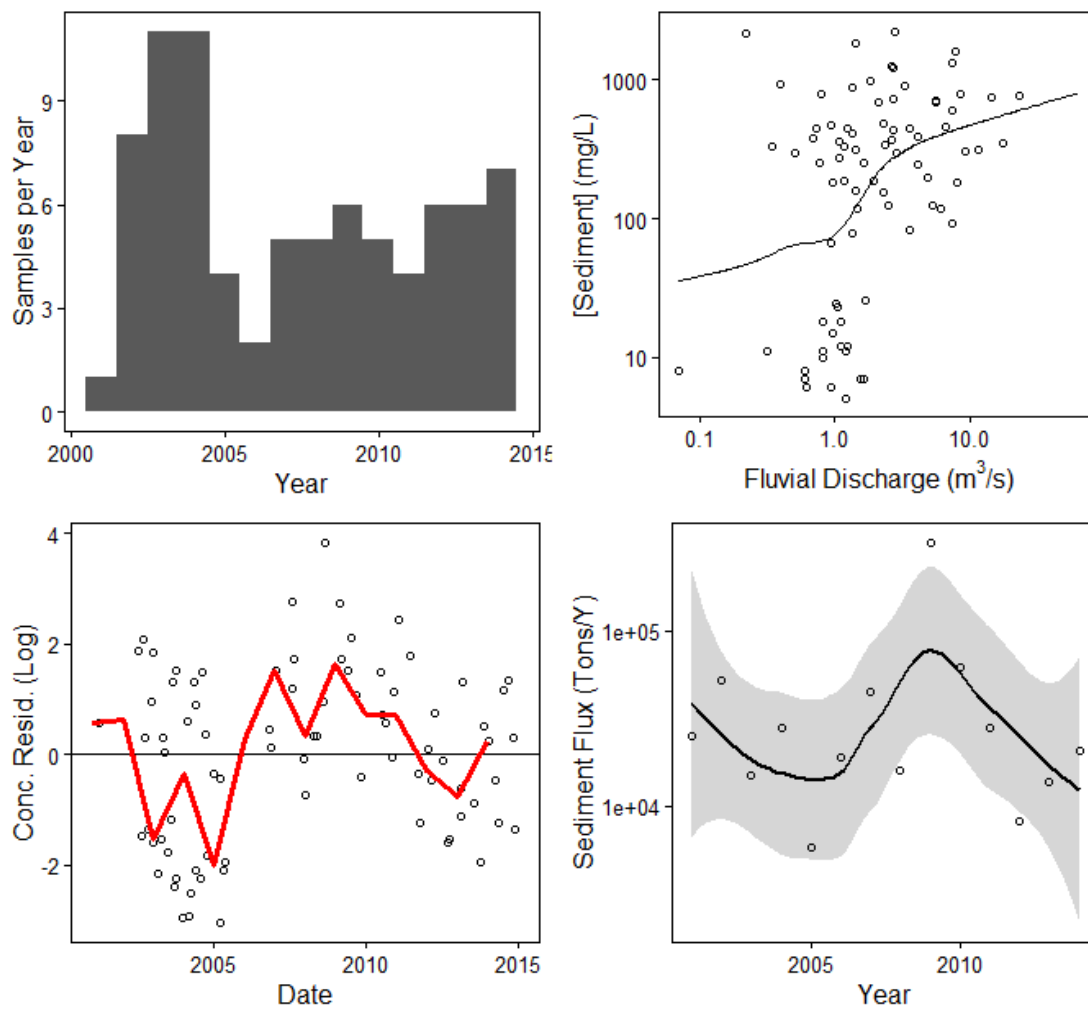 Samples per Year
9
6
3
0
2000
2005
2010
2015
Year
[Sediment] (mg/L)
1000
100
10
0.1
1.0
10.0
Fluvial Discharge (m³/s)
Conc. Resid. (Log)
4
2
0
-2
2005
2010
2015
Date
Sediment Flux (Tons/Y )
1e+05
1e+04
2005
2010
Year